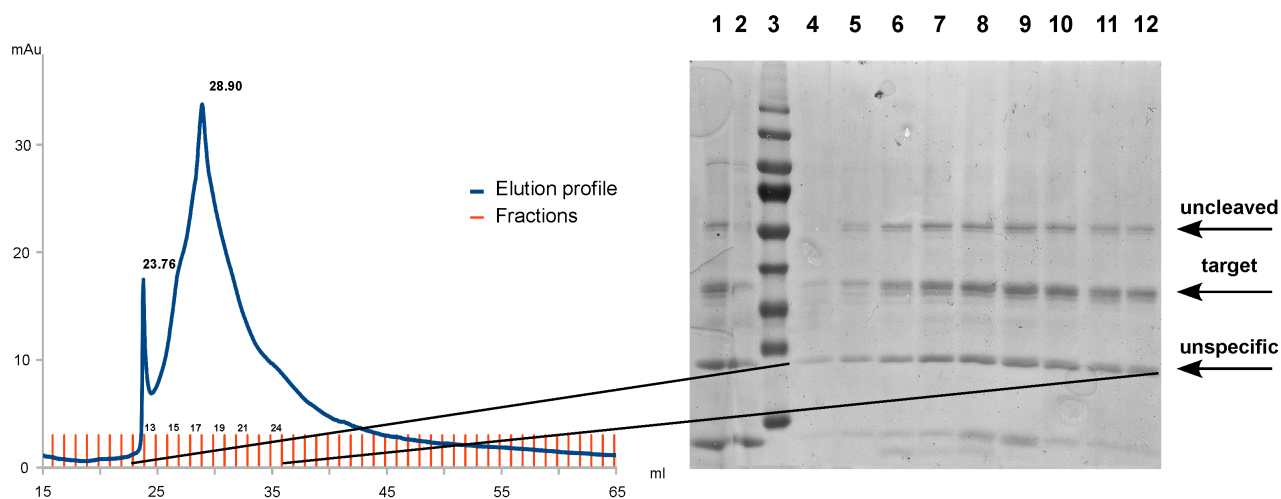 1 2 3 4 5 6 7 8 9 10 11 12
mAu
28.90
30
Elution profile
uncleaved
Fractions
20
23.76
target
10
unspecific
13 15 17 19 21 24
0
ml
15 25 35 45 55 65